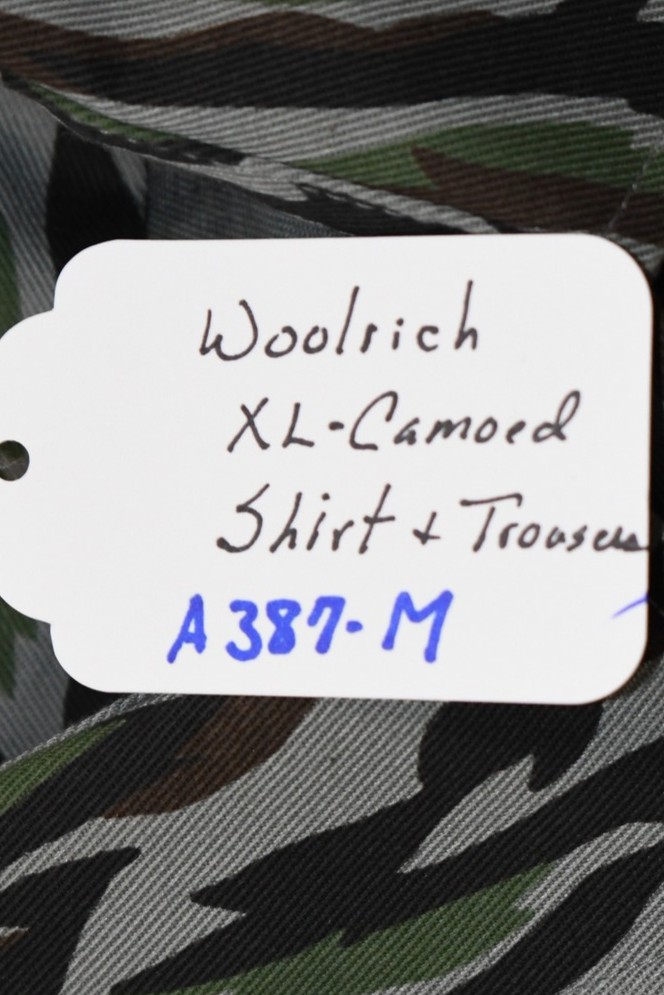 Woolrich
XL-Camoed
Shirt + Trousers
A387-M